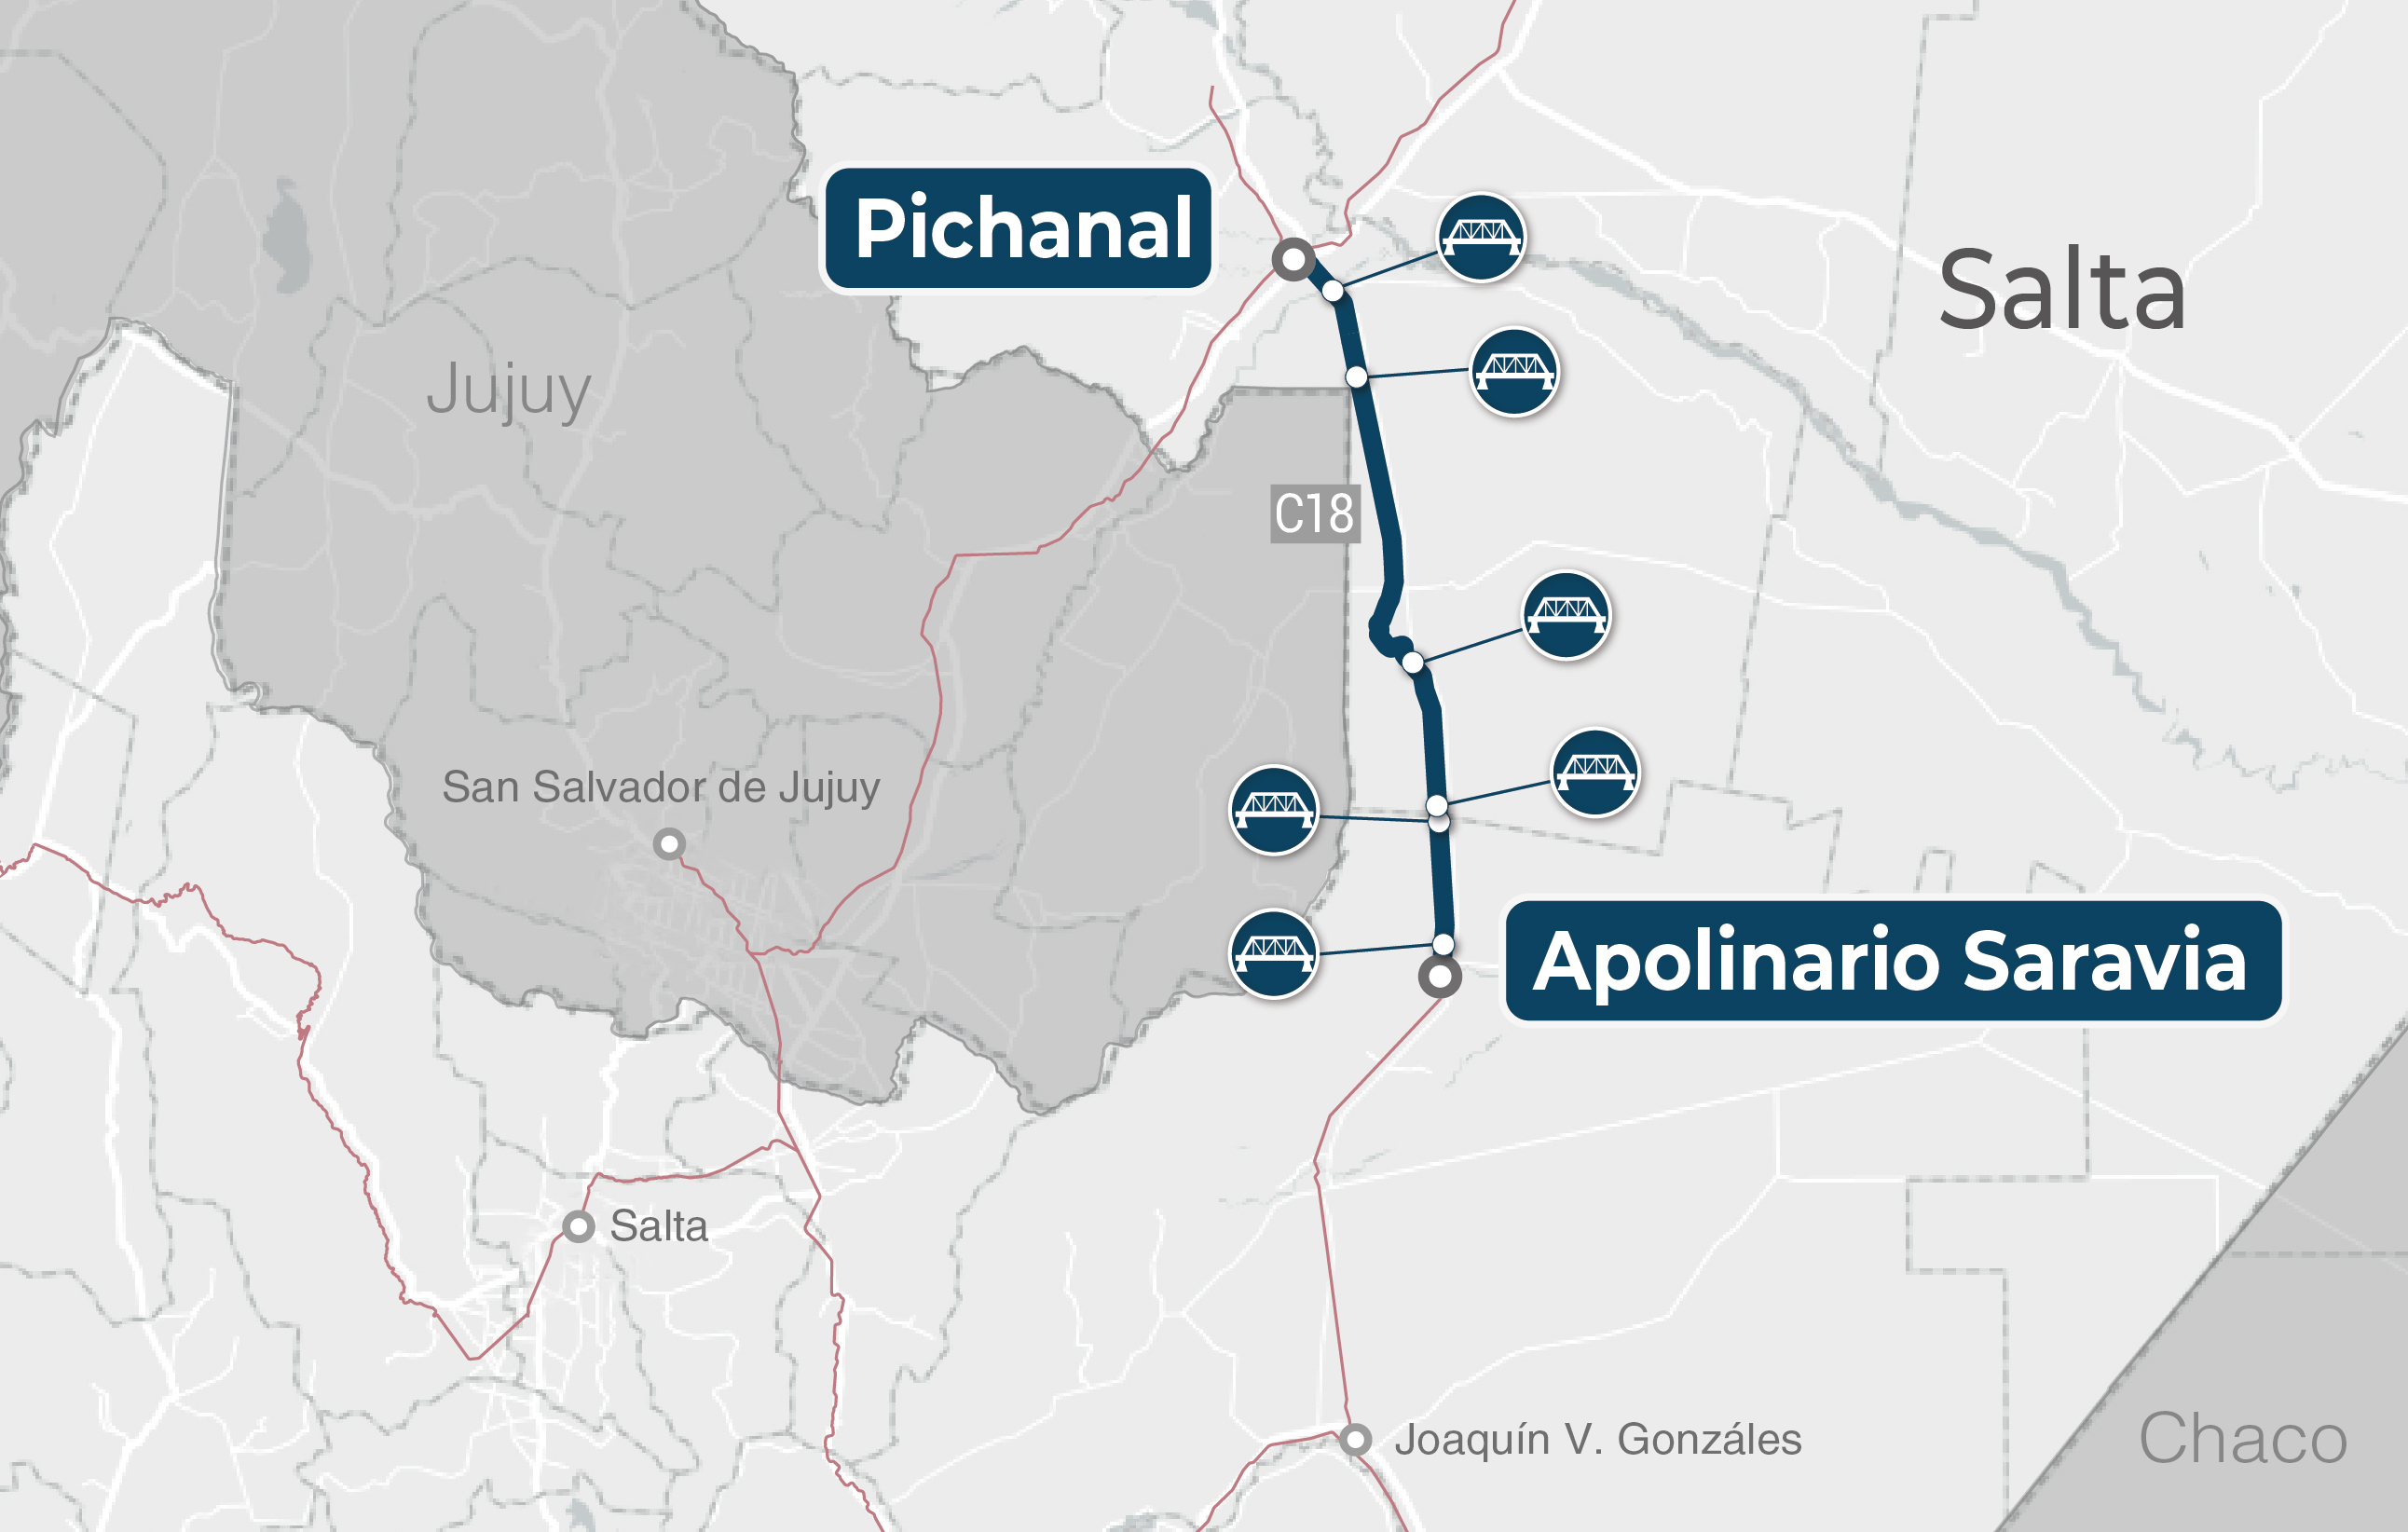 Pichanal
Salta
Jujuy
C18
San Salvador de Jujuy
Apolinario Saravia
Salta
Joaquín V. Gonzáles
Chaco